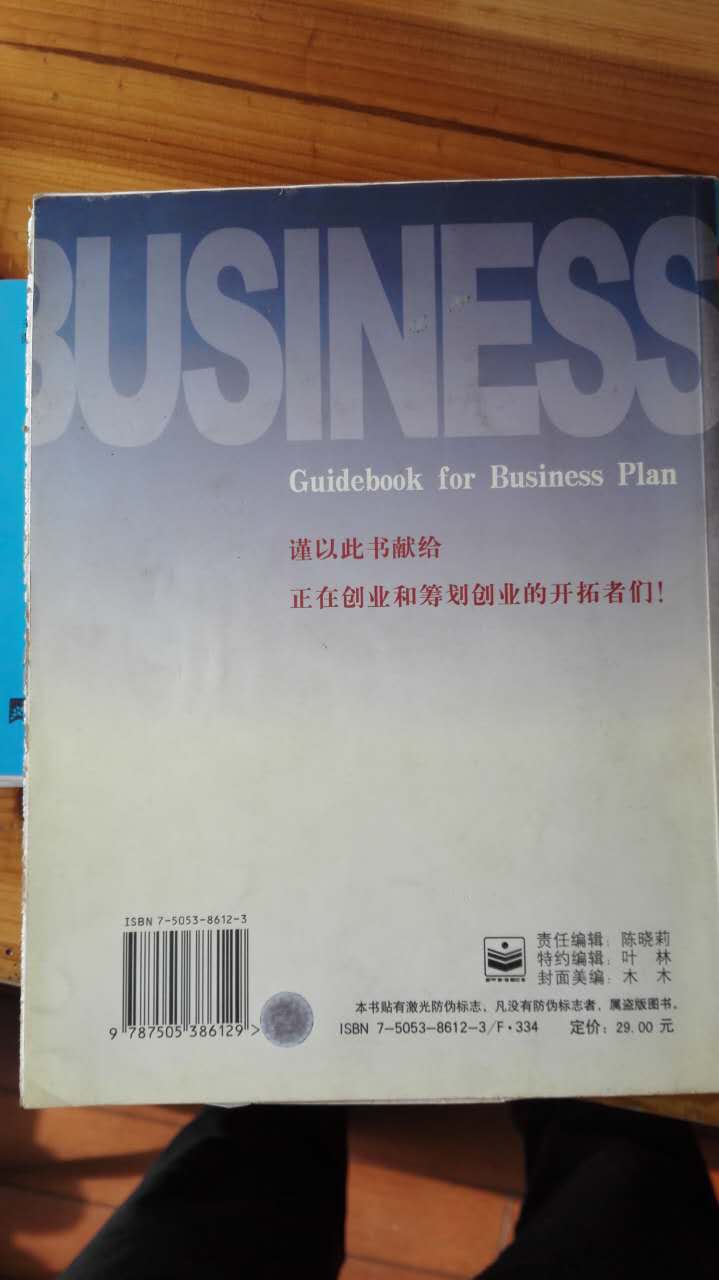 BUSINESS
Guidebook for Business Plan
谨以此书献给
正在创业和筹划创业的开拓者们!
ISBN 7-5053-8612-3
9 787505 386129 >
责任编辑：陈晓莉
特约编辑：叶 林
封面美编：木 木
本书贴有激光防伪标志，凡没有防伪标志者，属盗版图书。
ISBN 7-5053-8612-3/F·334 定价：29.00 元